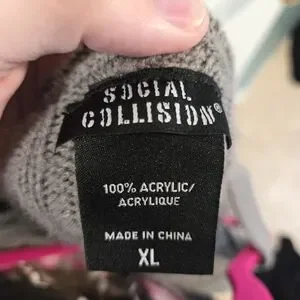 SOCIAL
COLLISION®
100% ACRYLIC/
ACRYLIQUE
MADE IN CHINA
XL